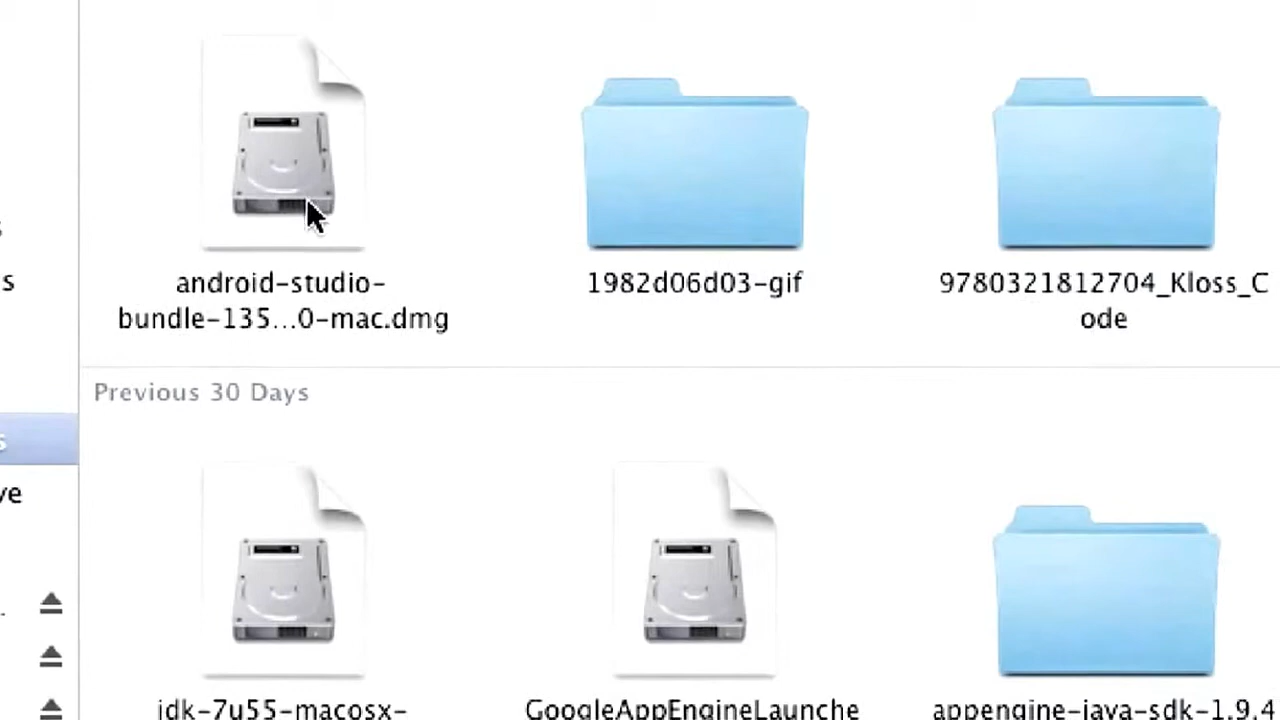 android-studio-
bundle-135...0-mac.dmg
1982d06d03-gif
9780321812704_Kloss_C
ode
Previous 30 Days
jdk-7u55-macosx-
GoogleAppEngineLaunche
appengine-java-sdk-1.9.4